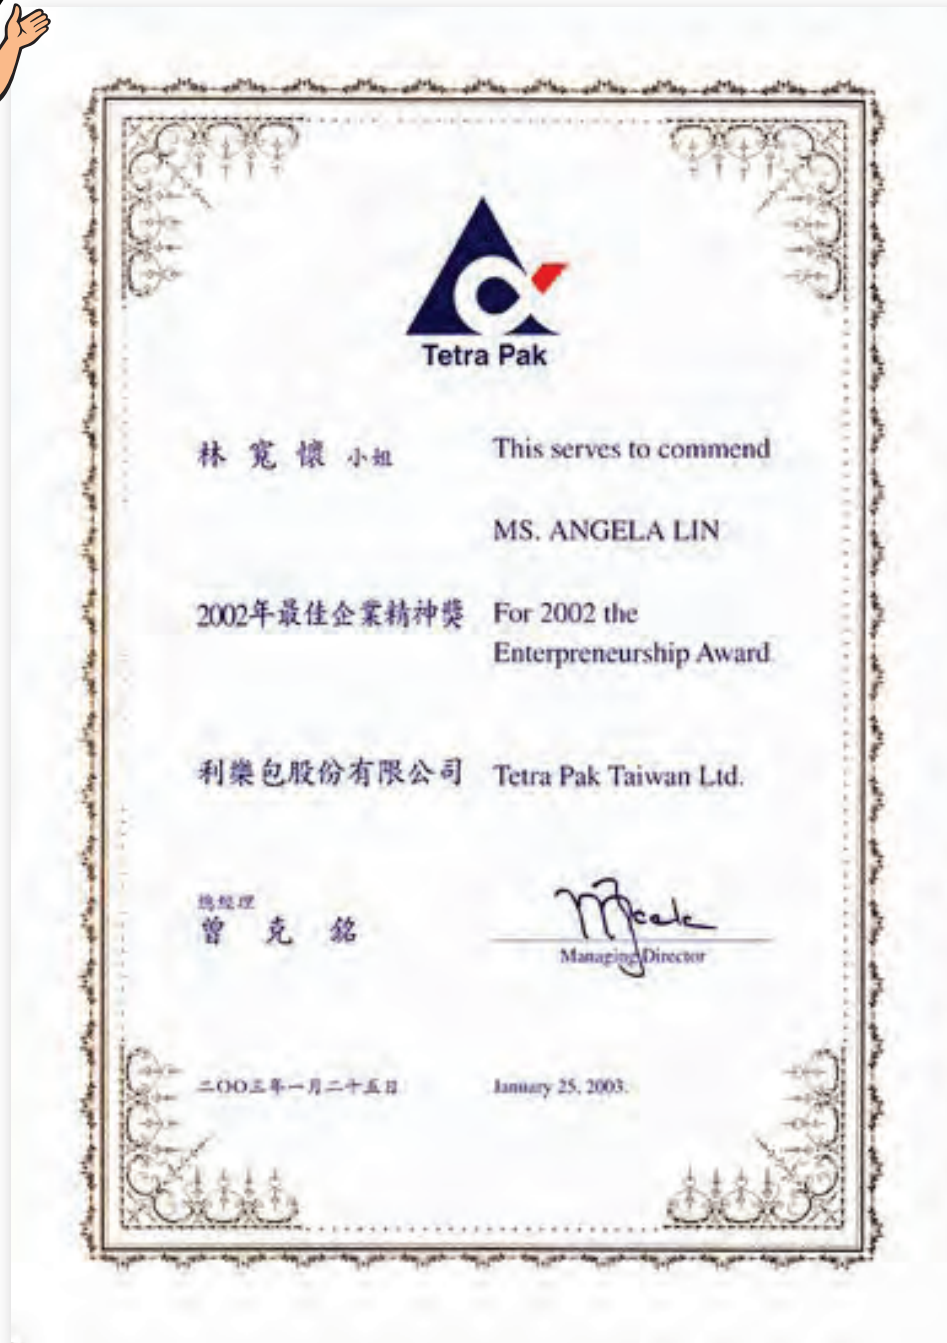 Tetra Pak
林 寬 懷 小姐
This serves to commend
MS. ANGELA LIN
2002年最佳企業精神獎
For 2002 the
Enterpreneurship Award
利樂包股份有限公司
Tetra Pak Taiwan Ltd.
總經理
曾 克 銘
Managing Director
二OO三年一月二十五日
January 25, 2003.